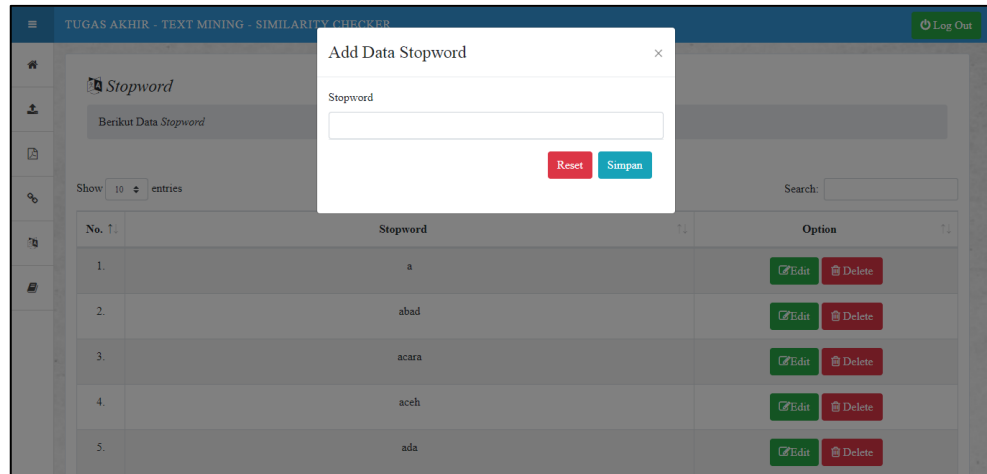 TUGAS AKHIR - TEXT MINING - SIMILARITY CHECKER
Log Out
Add Data Stopword ×
Stopword
Reset Simpan
Stopword
Berikut Data Stopword
Show 10 entries Search:
No. Stopword Option
1. a Edit Delete
2. abad Edit Delete
3. acara Edit Delete
4. aceh Edit Delete
5. ada Edit Delete